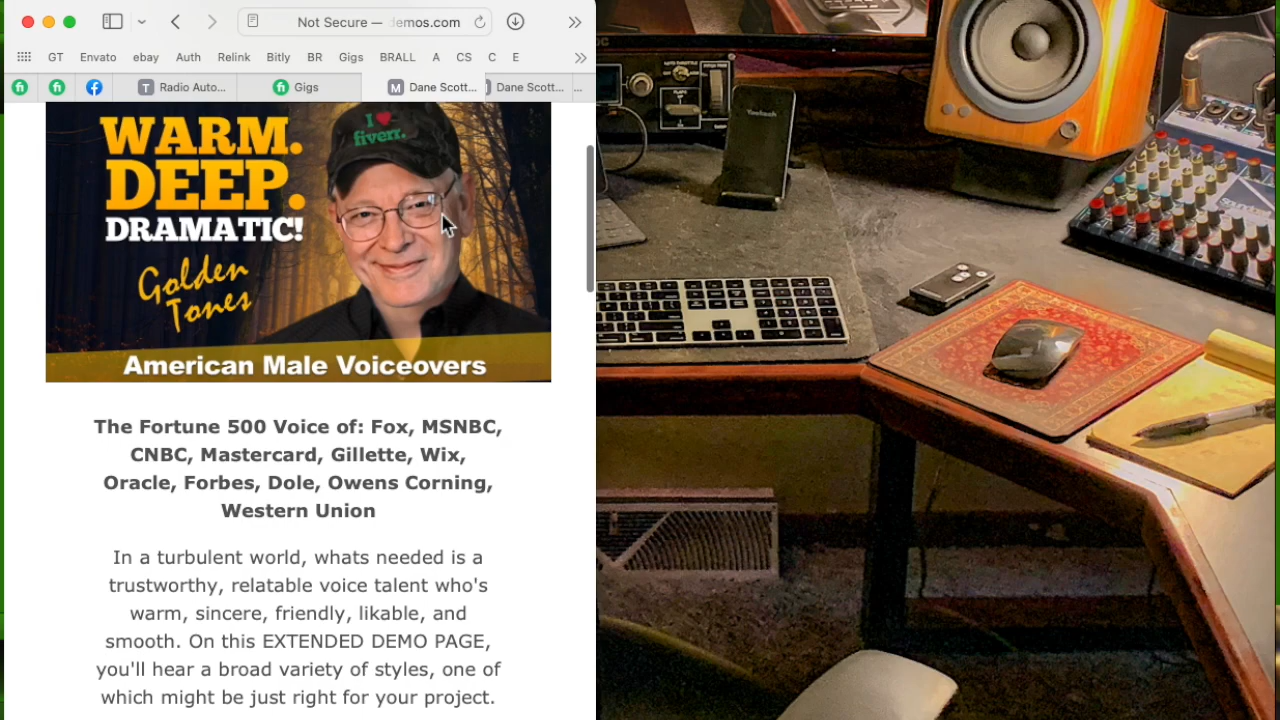 Not Secure — demos.com
GT Envato ebay Auth Relink Bitly BR Gigs BRALL A CS C E
Radio Auto... Gigs Dane Scott... Dane Scott... ...
WARM.
DEEP.
DRAMATIC!
Golden
Tones
I ❤ fiverr.
American Male Voiceovers
The Fortune 500 Voice of: Fox, MSNBC,
CNBC, Mastercard, Gillette, Wix,
Oracle, Forbes, Dole, Owens Corning,
Western Union
In a turbulent world, whats needed is a
trustworthy, relatable voice talent who's
warm, sincere, friendly, likable, and
smooth. On this EXTENDED DEMO PAGE,
you'll hear a broad variety of styles, one of
which might be just right for your project.